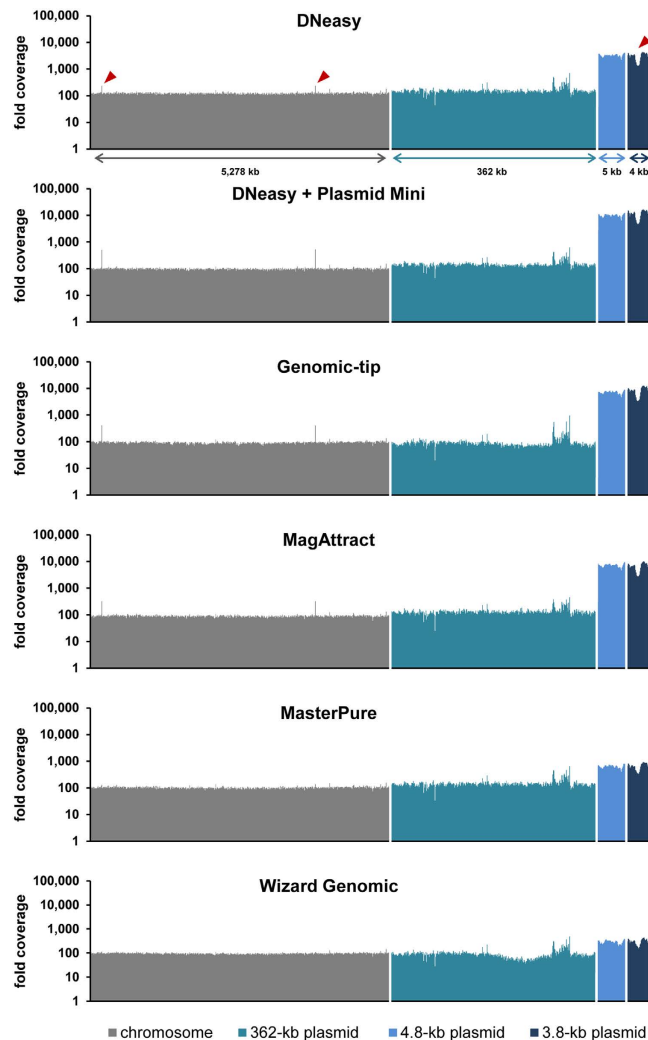 DNeasy
fold coverage
100,000
10,000
1,000
100
10
1
5,278 kb
362 kb
5 kb
4 kb
DNeasy + Plasmid Mini
fold coverage
100,000
10,000
1,000
100
10
1
Genomic-tip
fold coverage
100,000
10,000
1,000
100
10
1
MagAttract
fold coverage
100,000
10,000
1,000
100
10
1
MasterPure
fold coverage
100,000
10,000
1,000
100
10
1
Wizard Genomic
fold coverage
100,000
10,000
1,000
100
10
1
chromosome
362-kb plasmid
4.8-kb plasmid
3.8-kb plasmid